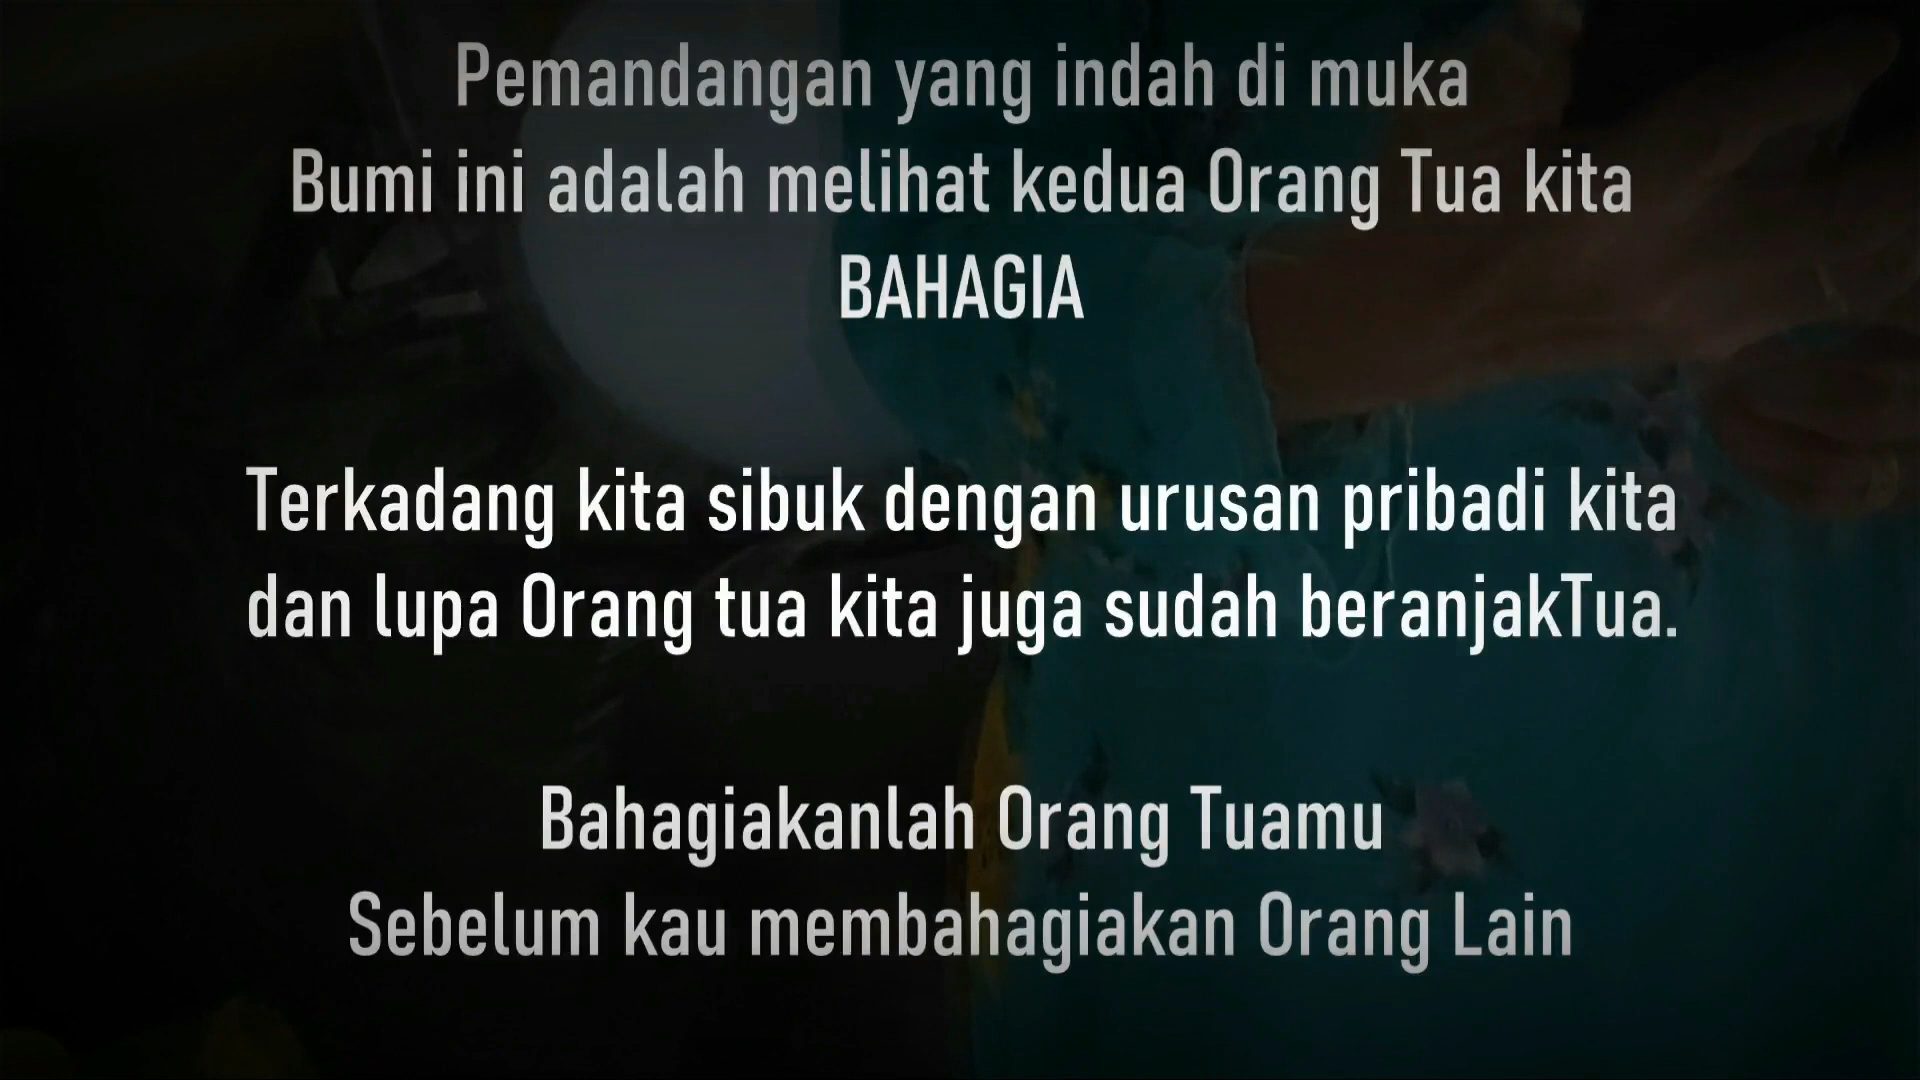 Pemandangan yang indah di muka
Bumi ini adalah melihat kedua Orang Tua kita
BAHAGIA
Terkadang kita sibuk dengan urusan pribadi kita
dan lupa Orang tua kita juga sudah beranjakTua.
Bahagiakanlah Orang Tuamu
Sebelum kau membahagiakan Orang Lain